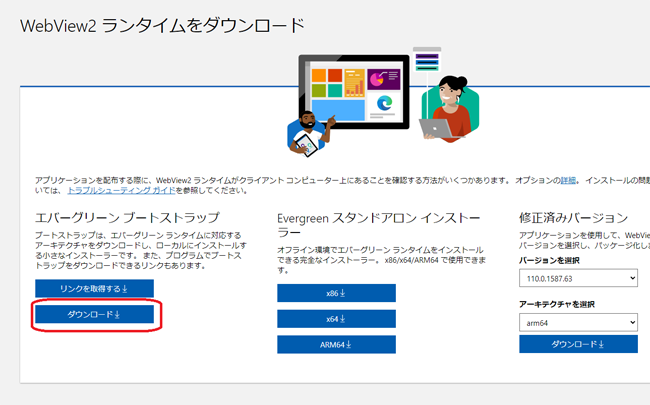 WebView2 ランタイムをダウンロード
アプリケーションを配布する際に、WebView2 ランタイムがクライアント コンピューター上にあることを確認する方法がいくつかあります。 オプションの詳細。 インストールの問題
いては、 トラブルシューティング ガイドを参照してください。
エバーグリーン ブートストラップ
ブートストラップは、エバーグリーン ランタイムに対応する
アーキテクチャをダウンロードし、ローカルにインストールす
る小さなインストーラーです。 また、プログラムでブートス
トラップをダウンロードできるリンクもあります。
リンクを取得する
ダウンロード
Evergreen スタンドアロン インストー
ラー
オフライン環境でエバーグリーン ランタイムをインストール
できる完全なインストーラー。 x86/x64/ARM64 で使用できま
す。
x86
x64
ARM64
修正済みバージョン
アプリケーションを使用して、WebVie
バージョンを選択し、パッケージ化しま
バージョンを選択
110.0.1587.63
アーキテクチャを選択
arm64
ダウンロード